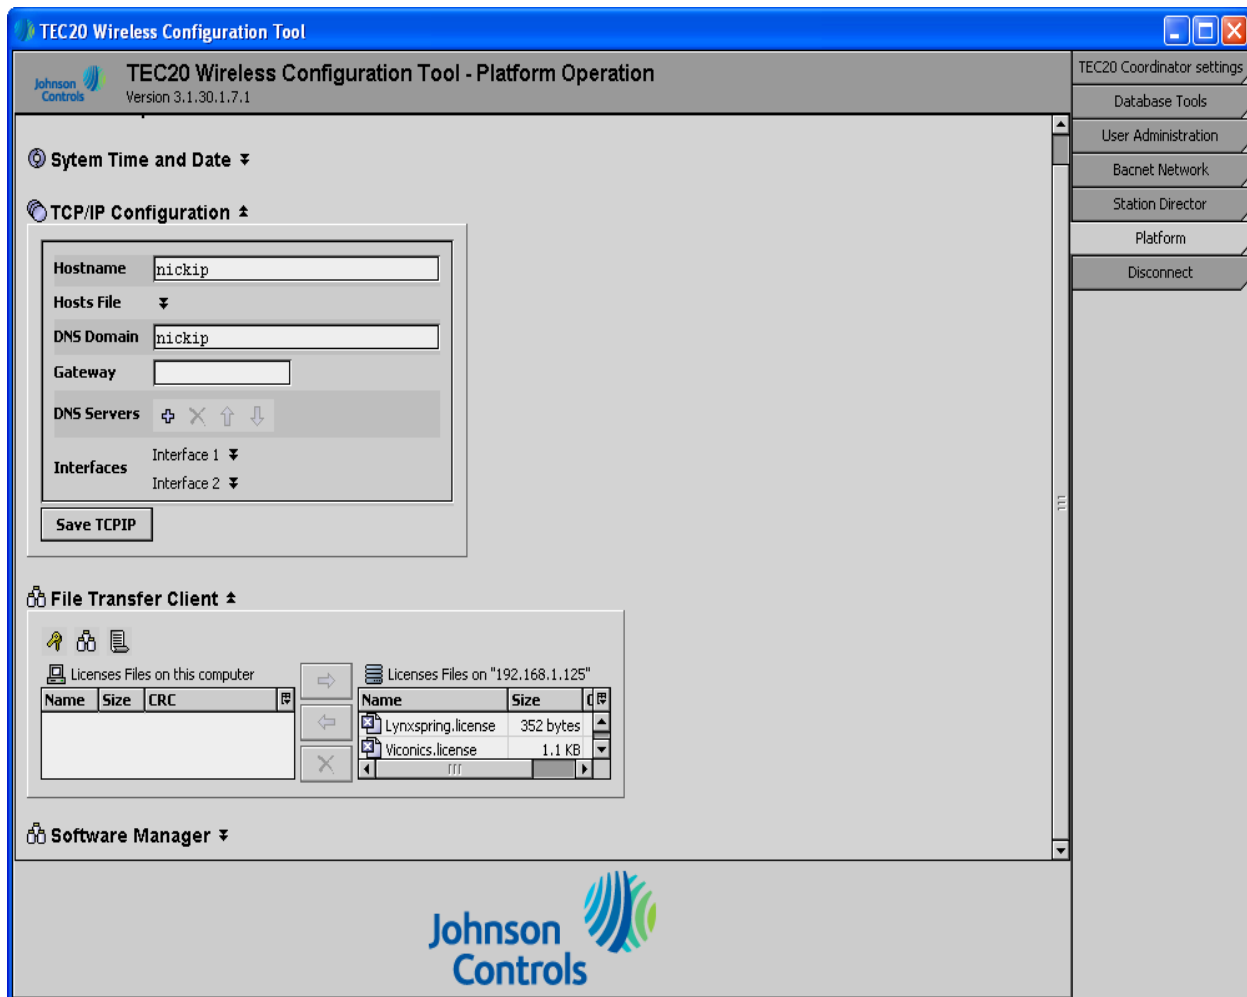 TEC20 Wireless Configuration Tool
Johnson Controls
TEC20 Wireless Configuration Tool - Platform Operation
Version 3.1.30.1.7.1
TEC20 Coordinator settings
Database Tools
User Administration
Bacnet Network
Station Director
Platform
Disconnect
Sytem Time and Date
TCP/IP Configuration
Hostname nickip
Hosts File
DNS Domain nickip
Gateway
DNS Servers
Interfaces
Interface 1
Interface 2
Save TCPIP
File Transfer Client
Licenses Files on this computer
Name Size CRC
Licenses Files on "192.168.1.125"
Name Size
Lynxspring.license 352 bytes
Viconics.license 1.1 KB
Software Manager
Johnson
Controls